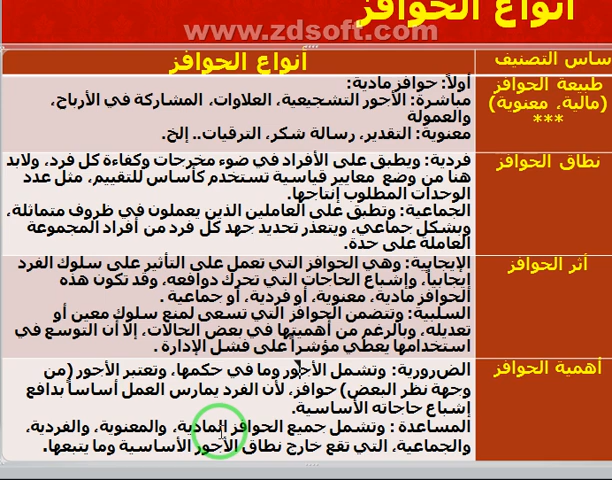 أنواع الحوافز
www.zdsoft.com
ساس التصنيف
أنواع الحوافز
طبيعة الحوافز
(مالية، معنوية)
***
أولاً: حوافز مادية:
مباشرة: الأجور التشجيعية، العلاوات، المشاركة في الأرباح،
والعمولة
معنوية: التقدير، رسالة شكر، الترقيات.. إلخ.
نطاق الحوافز
فردية: ويطبق على الأفراد في ضوء مخرجات وكفاءة كل فرد، ولابد
هنا من وضع معايير قياسية تستخدم كأساس للتقييم، مثل عدد
الوحدات المطلوب إنتاجها.
الجماعية: وتطبق على العاملين الذين يعملون في ظروف متماثلة،
وبشكل جماعي، ويتعذر تحديد جهد كل فرد من أفراد المجموعة
العاملة على حدة.
أثر الحوافز
الإيجابية: وهي الحوافز التي تعمل على التأثير على سلوك الفرد
إيجابياً، وإشباع الحاجات التي تحرك دوافعه، وقد تكون هذه
الحوافز مادية، معنوية، أو فردية، أو جماعية .
السلبية: وتتضمن الحوافز التي تسعى لمنع سلوك معين أو
تعديله، وبالرغم من أهميتها في بعض الحالات، إلا أن التوسع في
استخدامها يعطي مؤشراً على فشل الإدارة .
أهمية الحوافز
الضرورية: وتشمل الأجور وما في حكمها، وتعتبر الأجور (من
وجهة نظر البعض) حوافز، لأن الفرد يمارس العمل أساساً بدافع
إشباع حاجاته الأساسية.
المساعدة : وتشمل جميع الحوافز المادية، والمعنوية، والفردية،
والجماعية، التي تقع خارج نطاق الأجور الأساسية وما يتبعها.